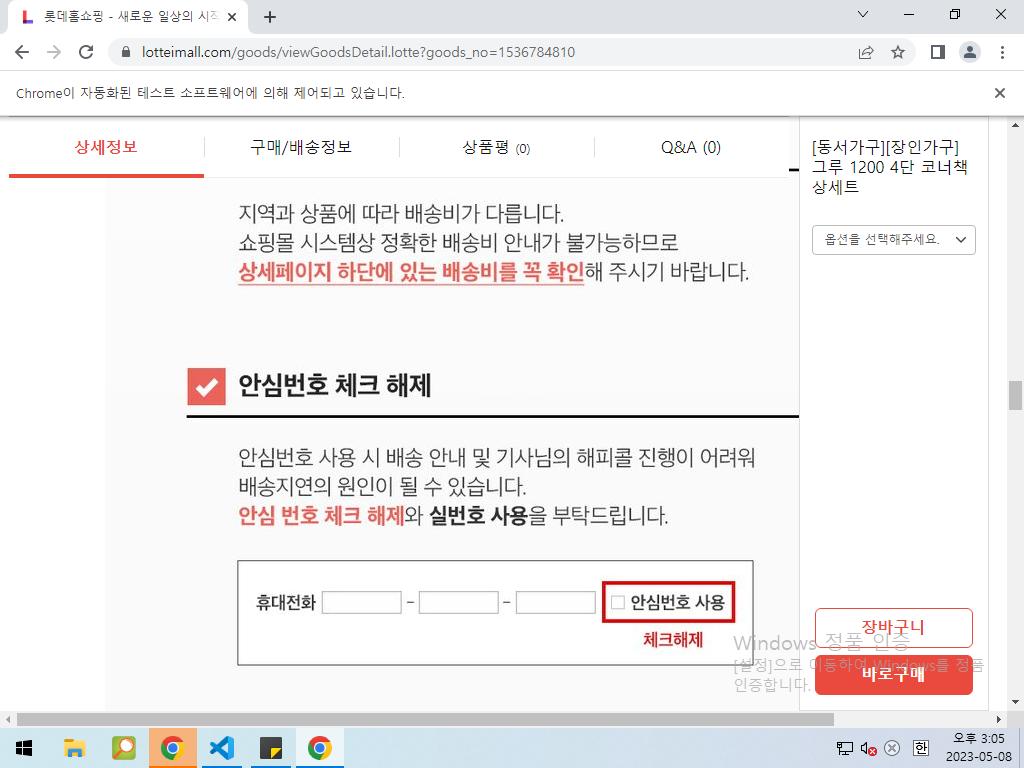 롯데홈쇼핑 - 새로운 일상의 시작
lotteimall.com/goods/viewGoodsDetail.lotte?goods_no=1536784810
Chrome이 자동화된 테스트 소프트웨어에 의해 제어되고 있습니다.
상세정보
구매/배송정보
상품평 (0)
Q&A (0)
지역과 상품에 따라 배송비가 다릅니다.
쇼핑몰 시스템상 정확한 배송비 안내가 불가능하므로
상세페이지 하단에 있는 배송비를 꼭 확인해 주시기 바랍니다.
안심번호 체크 해제
안심번호 사용 시 배송 안내 및 기사님의 해피콜 진행이 어려워
배송지연의 원인이 될 수 있습니다.
안심 번호 체크 해제와 실번호 사용을 부탁드립니다.
휴대전화 - - 안심번호 사용
체크해제
[동서가구][장인가구]
그루 1200 4단 코너책
상세트
옵션을 선택해주세요.
장바구니
바로구매
Windows 정품 인증
[설정]으로 이동하여 Windows를 정품
인증합니다.
한
오후 3:05
2023-05-08